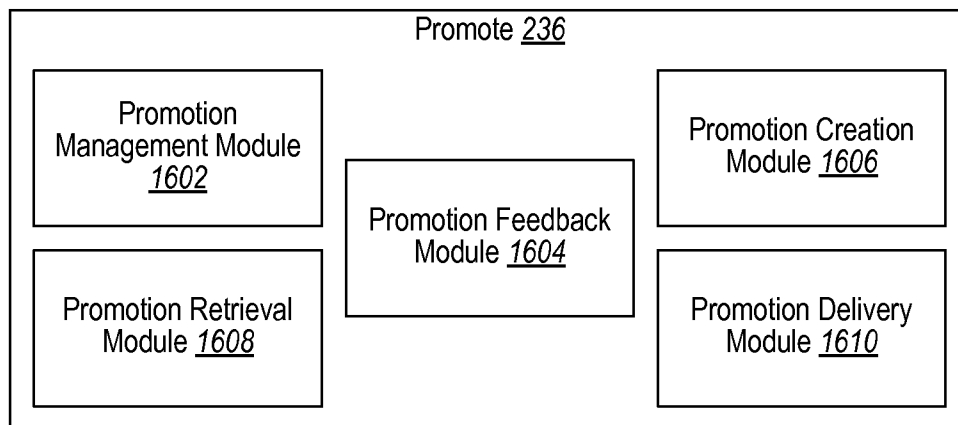 Promote 236
Promotion
Management Module
1602
Promotion Creation
Module 1606
Promotion Feedback
Module 1604
Promotion Retrieval
Module 1608
Promotion Delivery
Module 1610